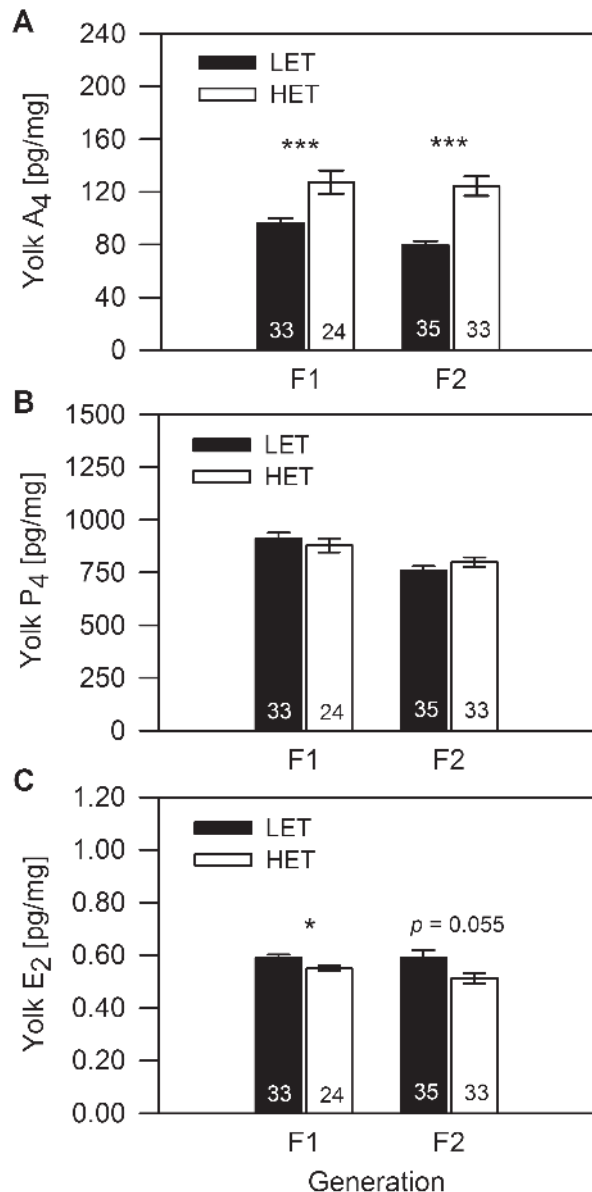 A
Yolk A4 [pg/mg]
240
200
160
120
80
40
0
LET
HET
***
***
33
24
35
33
F1
F2
B
Yolk P4 [pg/mg]
1500
1250
1000
750
500
250
0
LET
HET
33
24
35
33
F1
F2
C
Yolk E2 [pg/mg]
1.20
1.00
0.80
0.60
0.40
0.20
0.00
LET
HET
*
p = 0.055
33
24
35
33
F1
F2
Generation